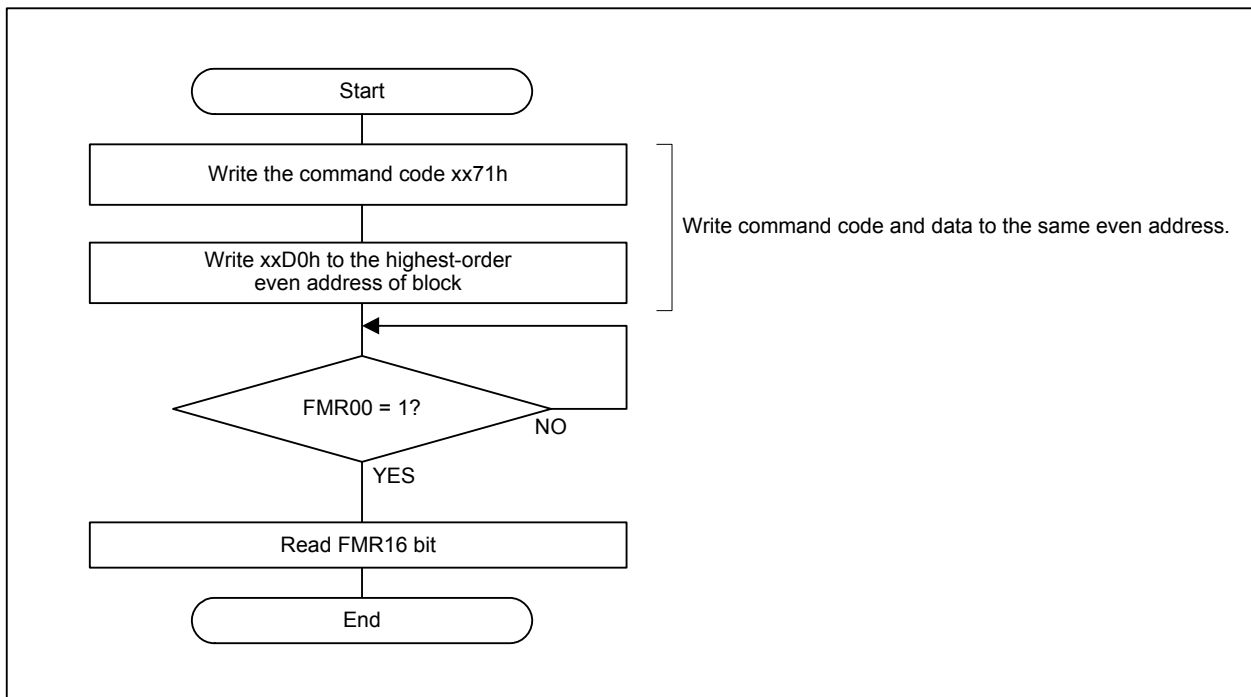 Start
Write the command code xx71h
Write command code and data to the same even address.
Write xxD0h to the highest-order
even address of block
FMR00 = 1?
NO
YES
Read FMR16 bit
End